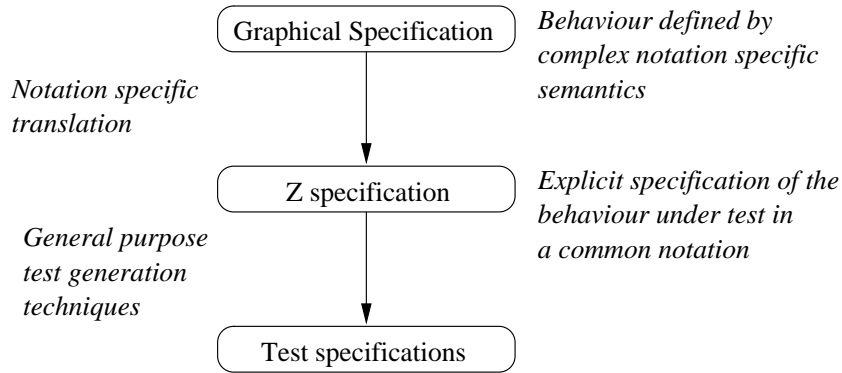 Graphical Specification
Behaviour defined by
complex notation specific
semantics
Notation specific
translation
Z specification
Explicit specification of the
behaviour under test in
a common notation
General purpose
test generation
techniques
Test specifications